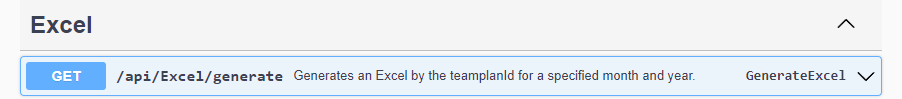 Excel
GET /api/Excel/generate Generates an Excel by the teamplanId for a specified month and year. GenerateExcel